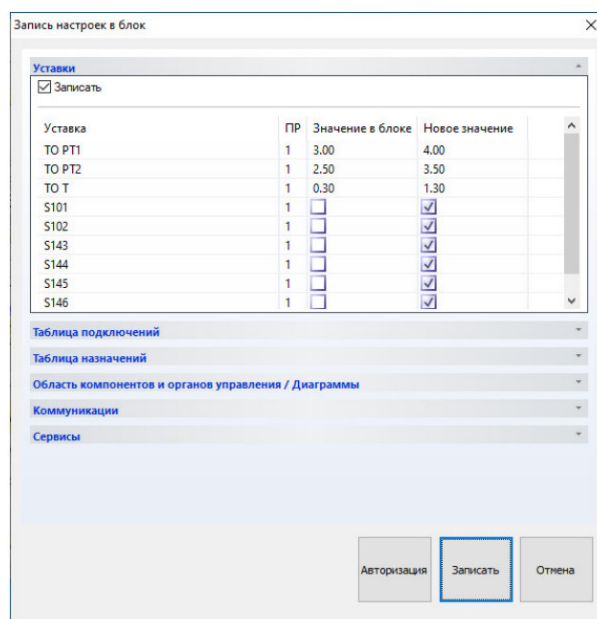 Запись настроек в блок
Уставки
Записать
Уставка ПР Значение в блоке Новое значение
ТО РТ1 1 3.00 4.00
ТО РТ2 1 2.50 3.50
ТО Т 1 0.30 1.30
S101 1
S102 1
S143 1
S144 1
S145 1
S146 1
Таблица подключений
Таблица назначений
Область компонентов и органов управления / Диаграммы
Коммуникации
Сервисы
Авторизация Записать Отмена